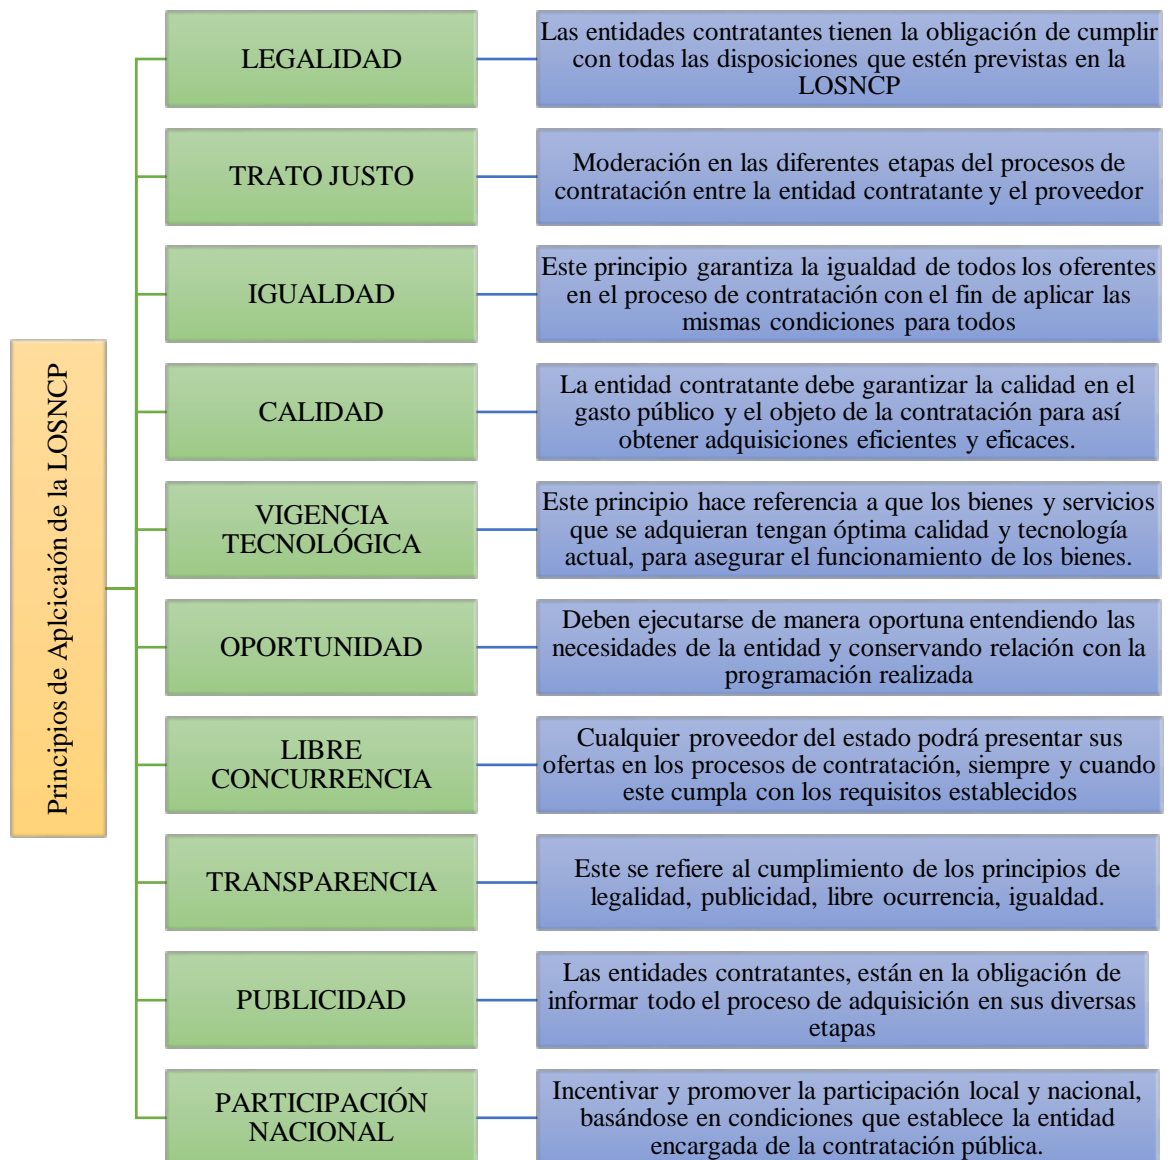 Principios de Aplcicaión de la LOSNCP
LEGALIDAD
Las entidades contratantes tienen la obligación de cumplir
con todas las disposiciones que estén previstas en la
LOSNCP
TRATO JUSTO
Moderación en las diferentes etapas del procesos de
contratación entre la entidad contratante y el proveedor
IGUALDAD
Este principio garantiza la igualdad de todos los oferentes
en el proceso de contratación con el fin de aplicar las
mismas condiciones para todos
CALIDAD
La entidad contratante debe garantizar la calidad en el
gasto público y el objeto de la contratación para así
obtener adquisiciones eficientes y eficaces.
VIGENCIA
TECNOLÓGICA
Este principio hace referencia a que los bienes y servicios
que se adquieran tengan óptima calidad y tecnología
actual, para asegurar el funcionamiento de los bienes.
OPORTUNIDAD
Deben ejecutarse de manera oportuna entendiendo las
necesidades de la entidad y conservando relación con la
programación realizada
LIBRE
CONCURRENCIA
Cualquier proveedor del estado podrá presentar sus
ofertas en los procesos de contratación, siempre y cuando
este cumpla con los requisitos establecidos
TRANSPARENCIA
Este se refiere al cumplimiento de los principios de
legalidad, publicidad, libre ocurrencia, igualdad.
PUBLICIDAD
Las entidades contratantes, están en la obligación de
informar todo el proceso de adquisición en sus diversas
etapas
PARTICIPACIÓN
NACIONAL
Incentivar y promover la participación local y nacional,
basándose en condiciones que establece la entidad
encargada de la contratación pública.